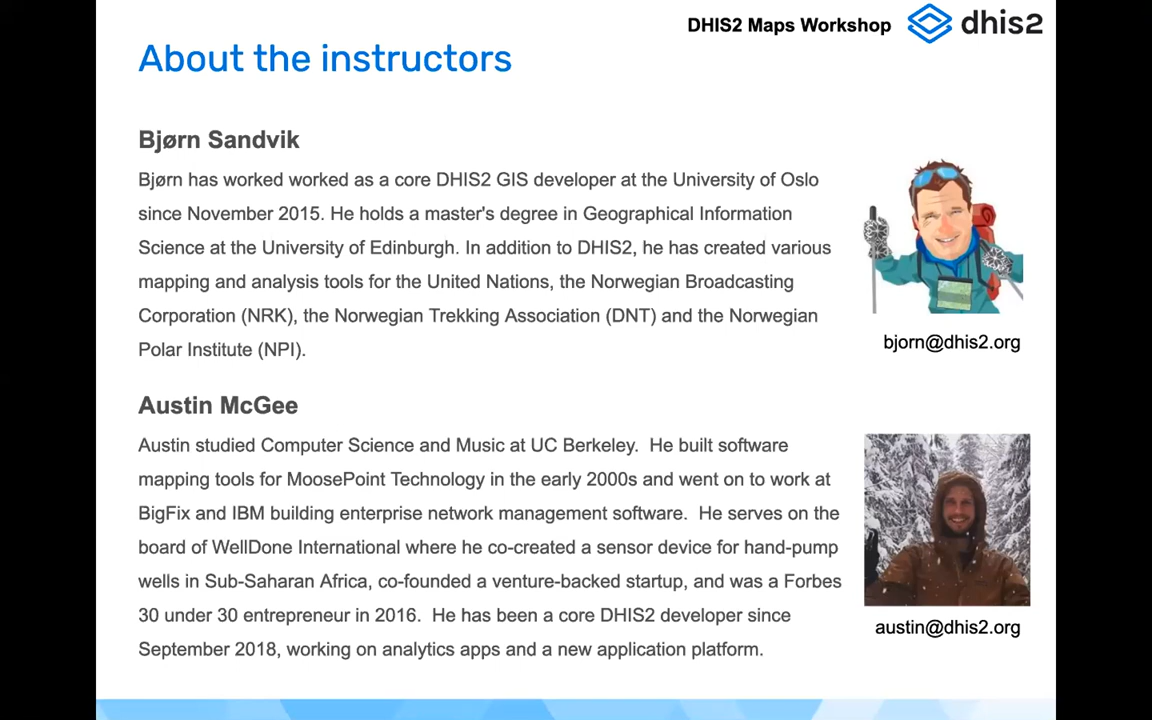 DHIS2 Maps Workshop
dhis2
About the instructors
Bjørn Sandvik
Bjørn has worked worked as a core DHIS2 GIS developer at the University of Oslo
since November 2015. He holds a master's degree in Geographical Information
Science at the University of Edinburgh. In addition to DHIS2, he has created various
mapping and analysis tools for the United Nations, the Norwegian Broadcasting
Corporation (NRK), the Norwegian Trekking Association (DNT) and the Norwegian
Polar Institute (NPI).
bjorn@dhis2.org
Austin McGee
Austin studied Computer Science and Music at UC Berkeley.  He built software
mapping tools for MoosePoint Technology in the early 2000s and went on to work at
BigFix and IBM building enterprise network management software.  He serves on the
board of WellDone International where he co-created a sensor device for hand-pump
wells in Sub-Saharan Africa, co-founded a venture-backed startup, and was a Forbes
30 under 30 entrepreneur in 2016.  He has been a core DHIS2 developer since
September 2018, working on analytics apps and a new application platform.
austin@dhis2.org